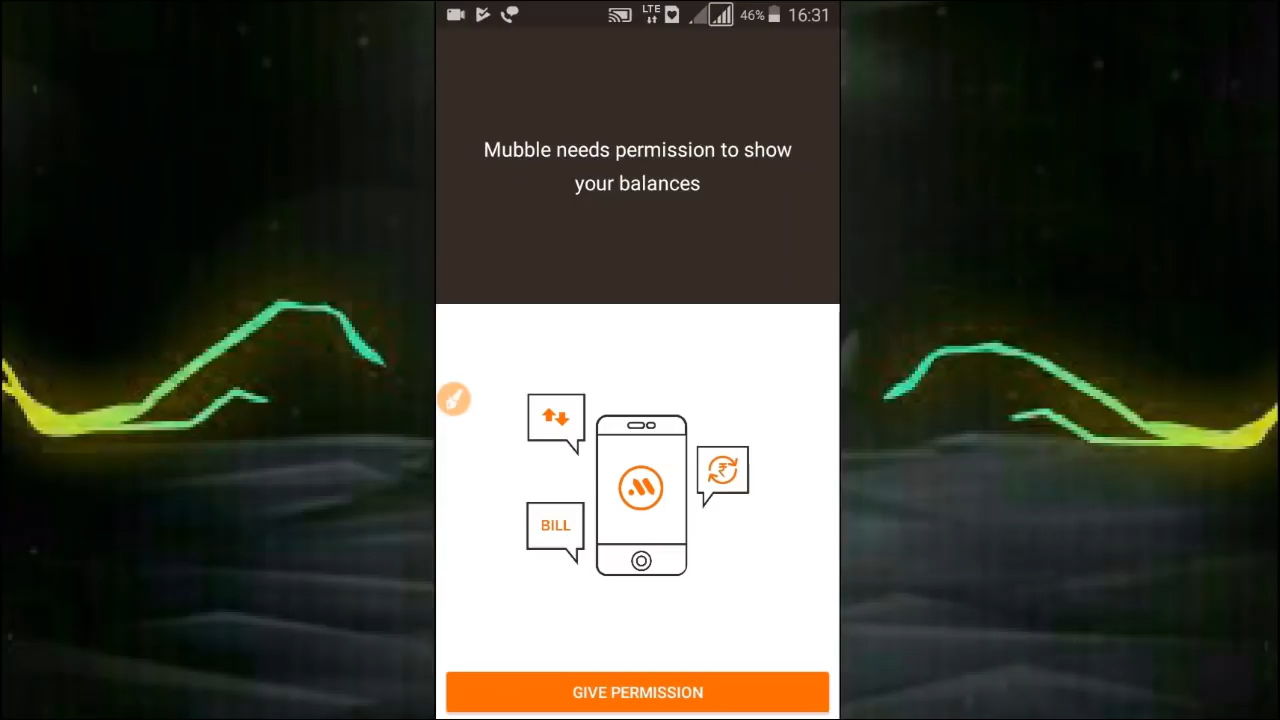 LTE 46% 16:31
Mubble needs permission to show
your balances
BILL
GIVE PERMISSION